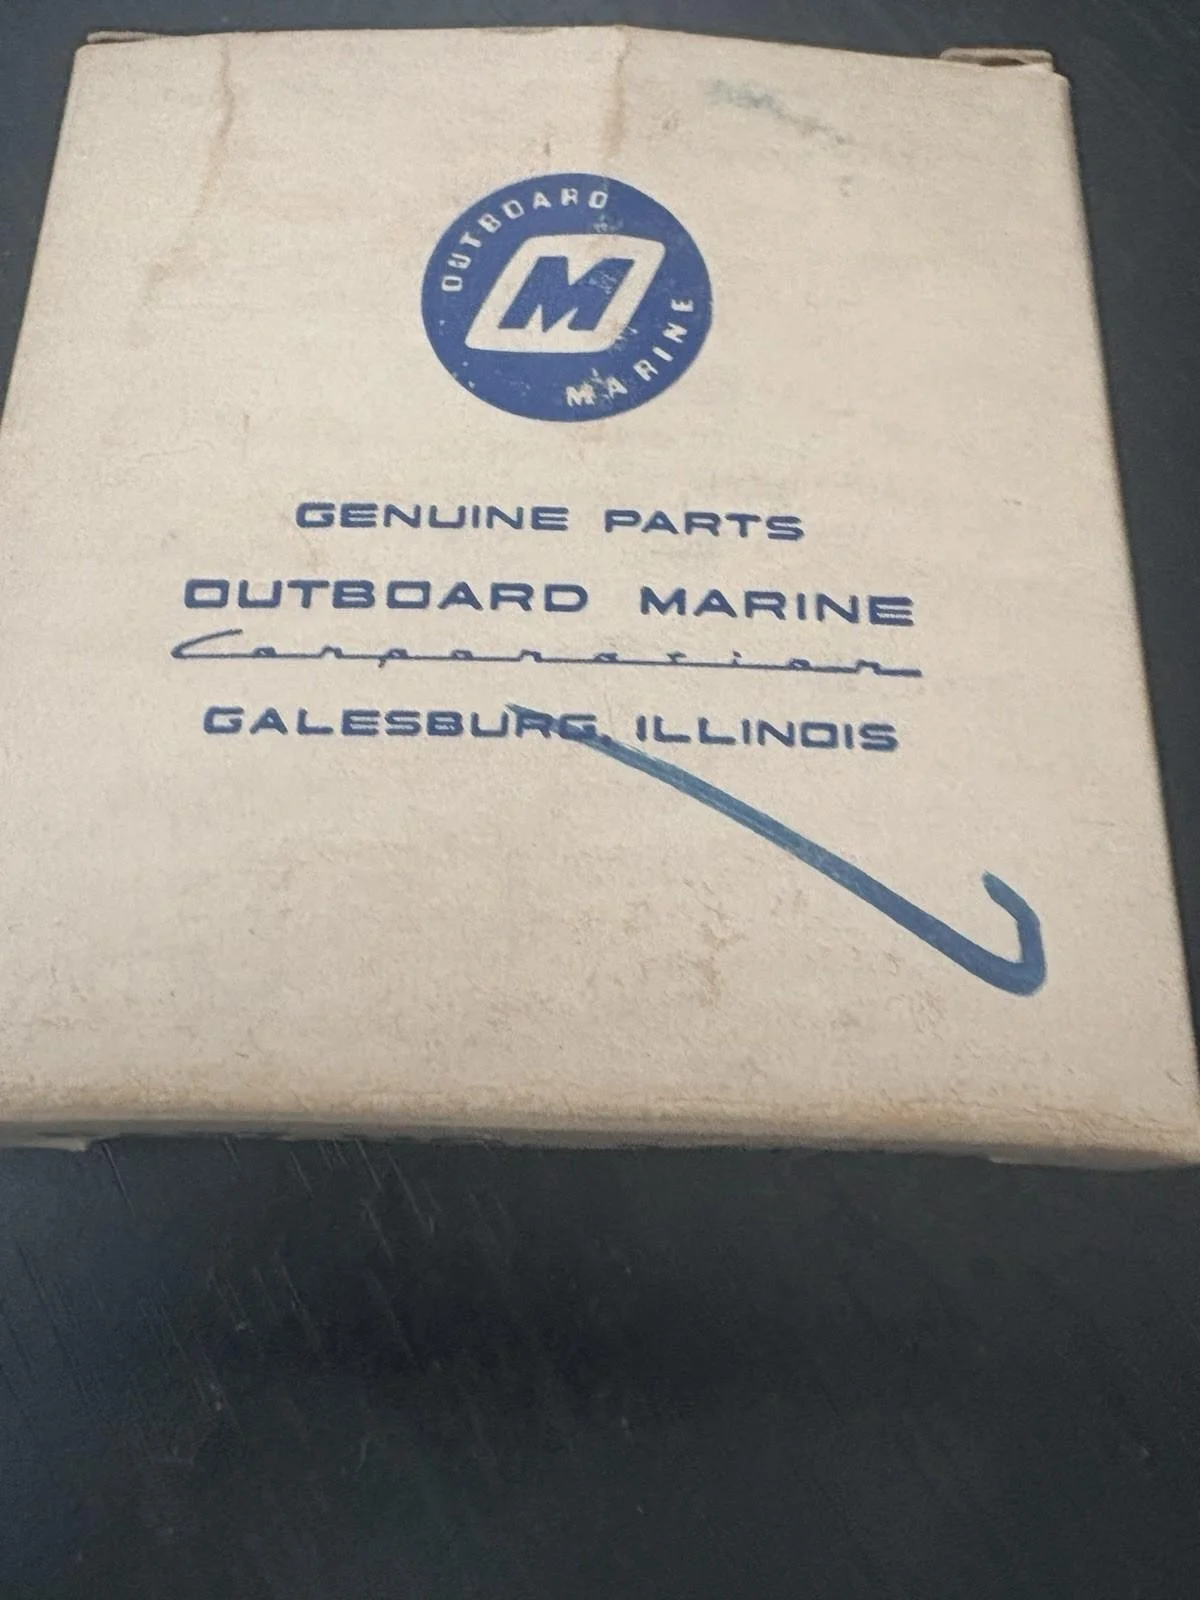 OUTBOARD
M
MARINE
GENUINE PARTS
OUTBOARD MARINE
Corporation
GALESBURG, ILLINOIS